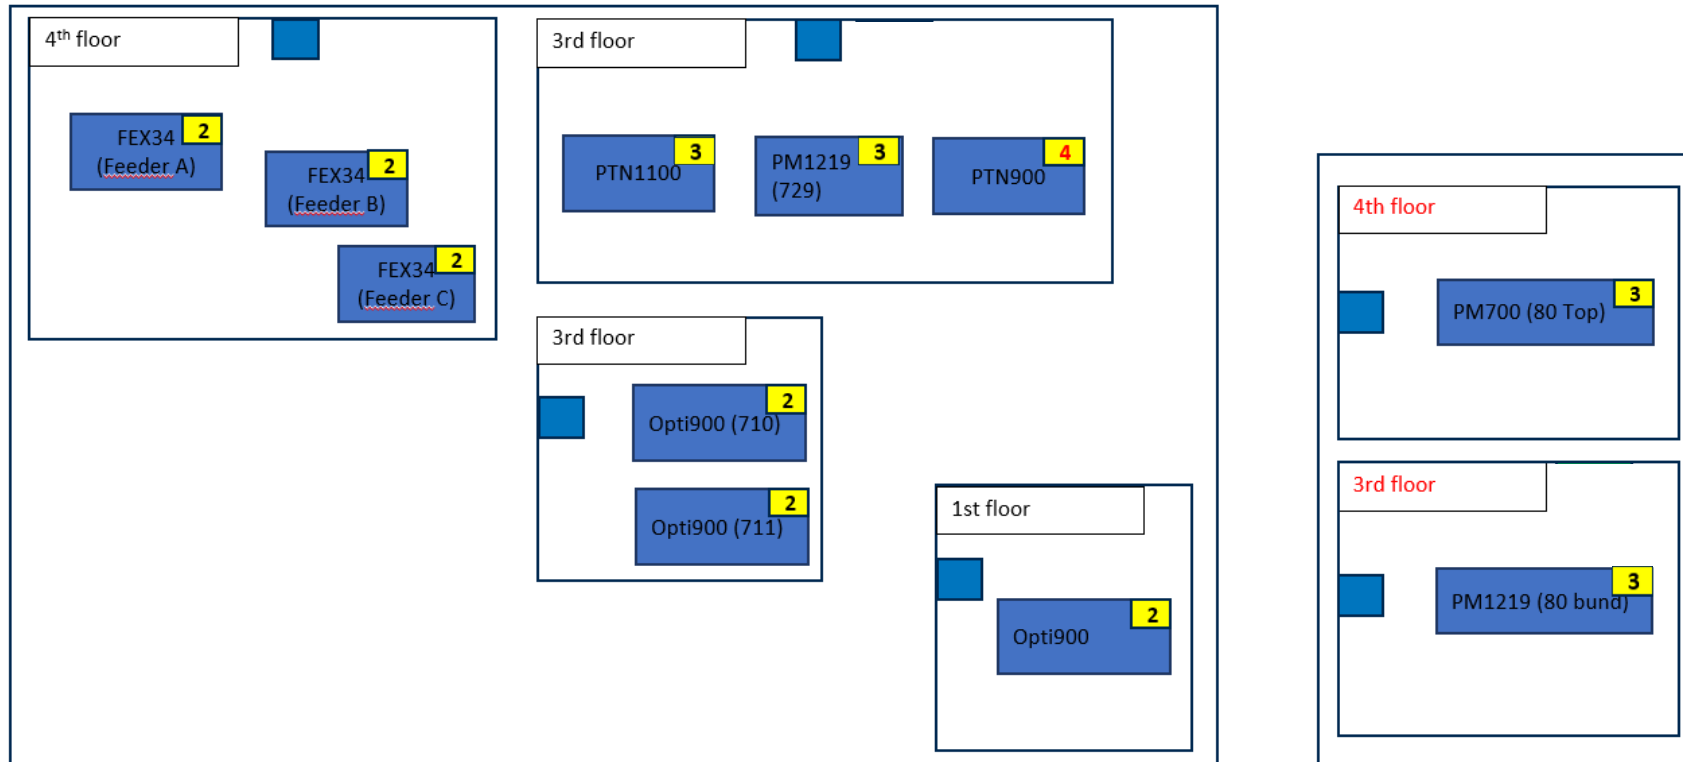 4th floor
FEX34
(Feeder A)
2
FEX34
(Feeder B)
2
FEX34
(Feeder C)
2
3rd floor
PTN1100
3
PM1219
(729)
3
PTN900
4
3rd floor
Opti900 (710)
2
Opti900 (711)
2
1st floor
Opti900
2
4th floor
PM700 (80 Top)
3
3rd floor
PM1219 (80 bund)
3